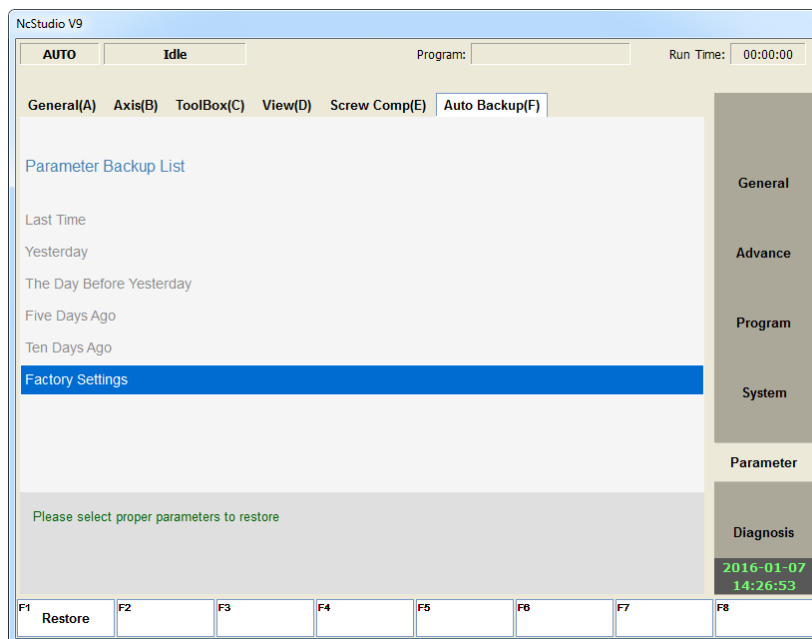 NcStudio V9
AUTO Idle Program: Run Time: 00:00:00
General(A) Axis(B) ToolBox(C) View(D) Screw Comp(E) Auto Backup(F)
Parameter Backup List
Last Time
Yesterday
The Day Before Yesterday
Five Days Ago
Ten Days Ago
Factory Settings
Please select proper parameters to restore
General
Advance
Program
System
Parameter
Diagnosis
2016-01-07
14:26:53
F1 Restore F2 F3 F4 F5 F6 F7 F8